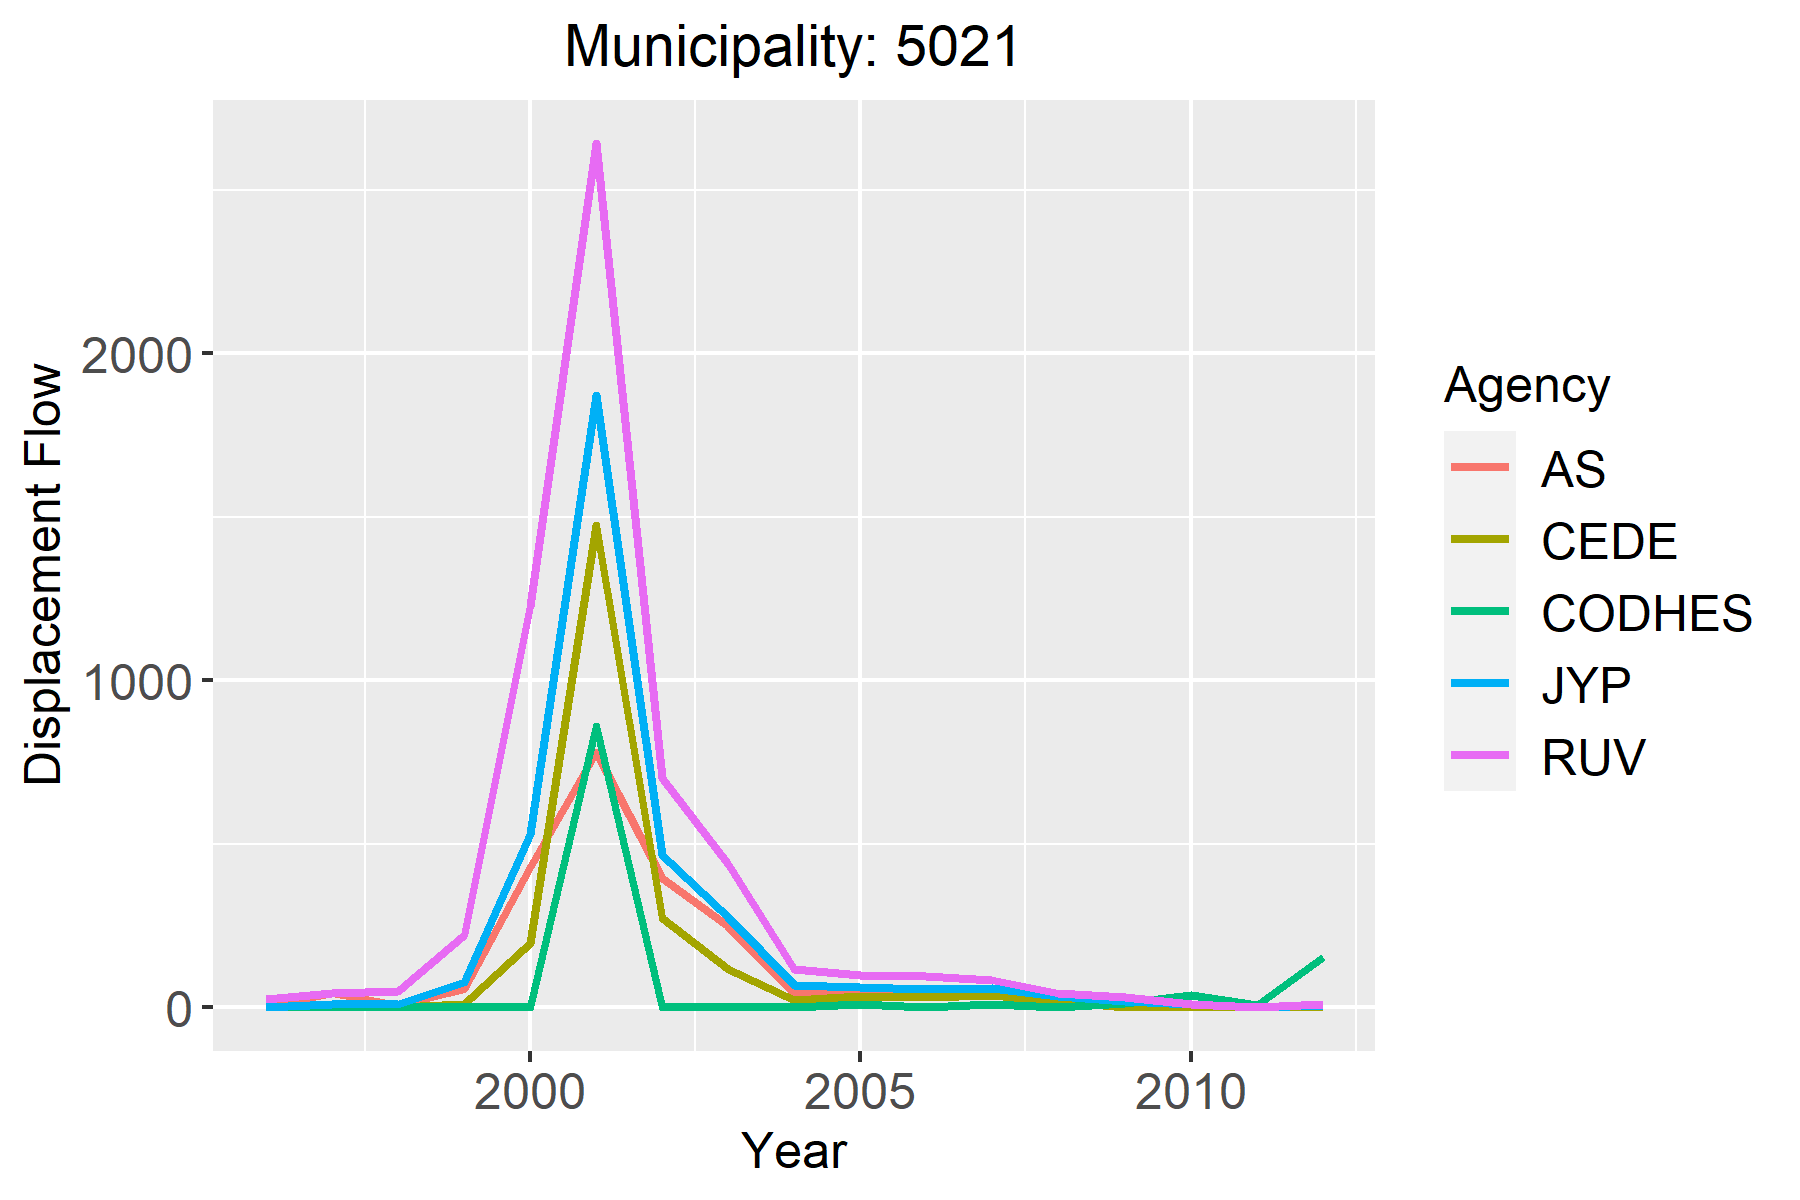 Municipality: 5021
Displacement Flow
2000
1000
0
2000 2005 2010
Year
Agency
AS
CEDE
CODHES
JYP
RUV